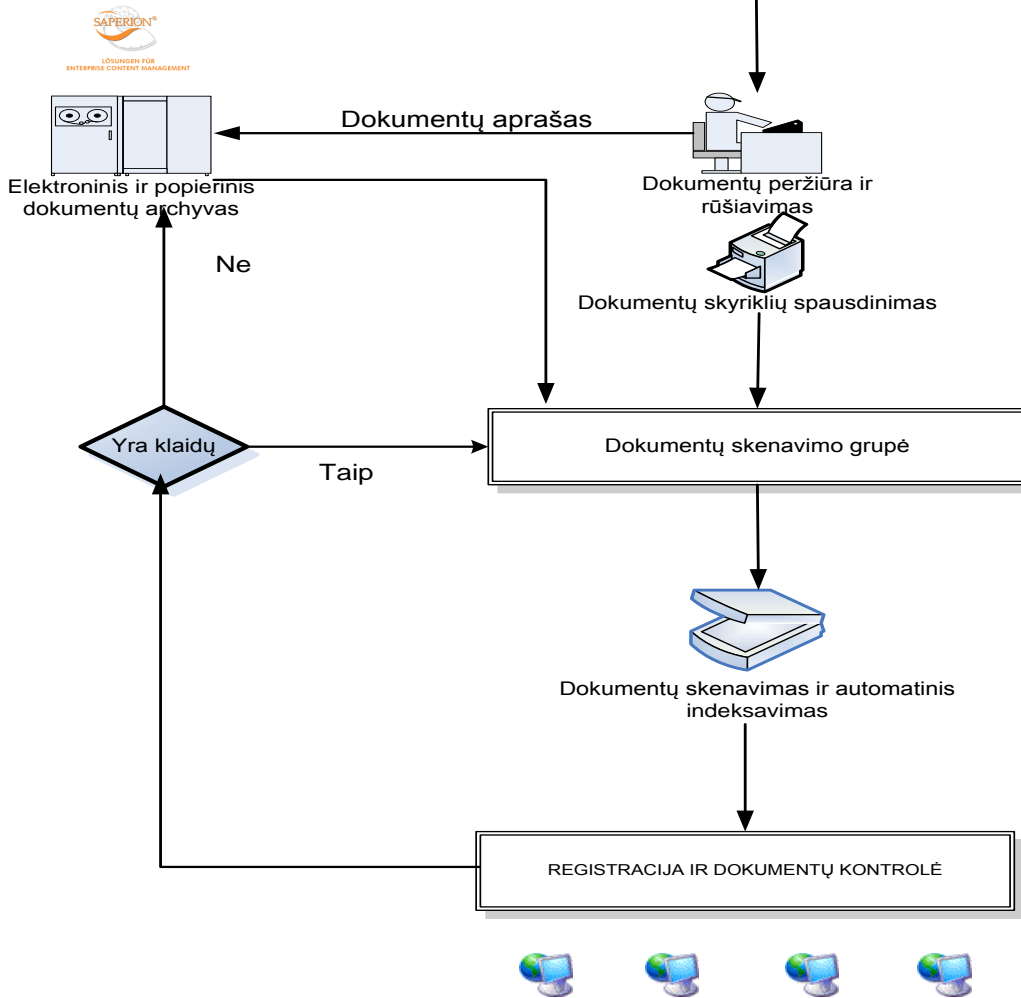 SAPERION®
LÖSUNGEN FÜR
ENTERPRISE CONTENT MANAGEMENT
Dokumentų aprašas
Elektroninis ir popierinis
dokumentų archyvas
Dokumentų peržiūra ir
rūšiavimas
Ne
Dokumentų skyriklių spausdinimas
Yra klaidų
Taip
Dokumentų skenavimo grupė
Dokumentų skenavimas ir automatinis
indeksavimas
REGISTRACIJA IR DOKUMENTŲ KONTROLĖ